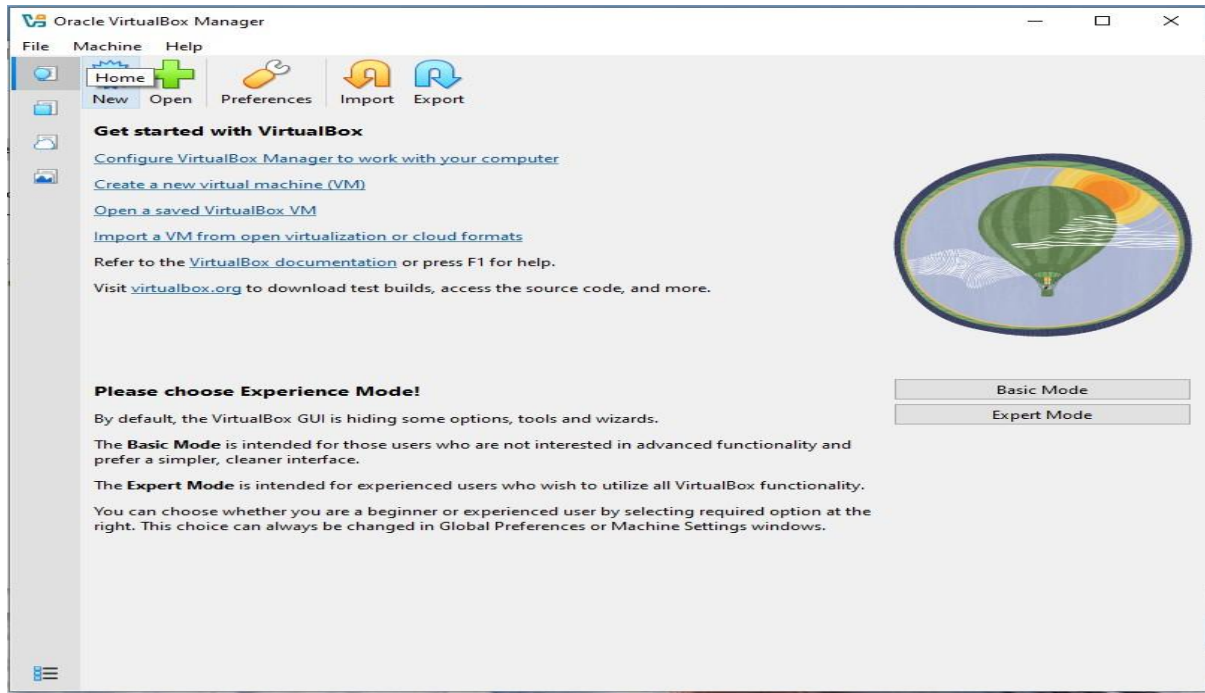 Oracle VirtualBox Manager
File Machine Help
Home
New Open Preferences Import Export
Get started with VirtualBox
Configure VirtualBox Manager to work with your computer
Create a new virtual machine (VM)
Open a saved VirtualBox VM
Import a VM from open virtualization or cloud formats
Refer to the VirtualBox documentation or press F1 for help.
Visit virtualbox.org to download test builds, access the source code, and more.
Please choose Experience Mode!
By default, the VirtualBox GUI is hiding some options, tools and wizards.
The Basic Mode is intended for those users who are not interested in advanced functionality and
prefer a simpler, cleaner interface.
The Expert Mode is intended for experienced users who wish to utilize all VirtualBox functionality.
You can choose whether you are a beginner or experienced user by selecting required option at the
right. This choice can always be changed in Global Preferences or Machine Settings windows.
Basic Mode
Expert Mode